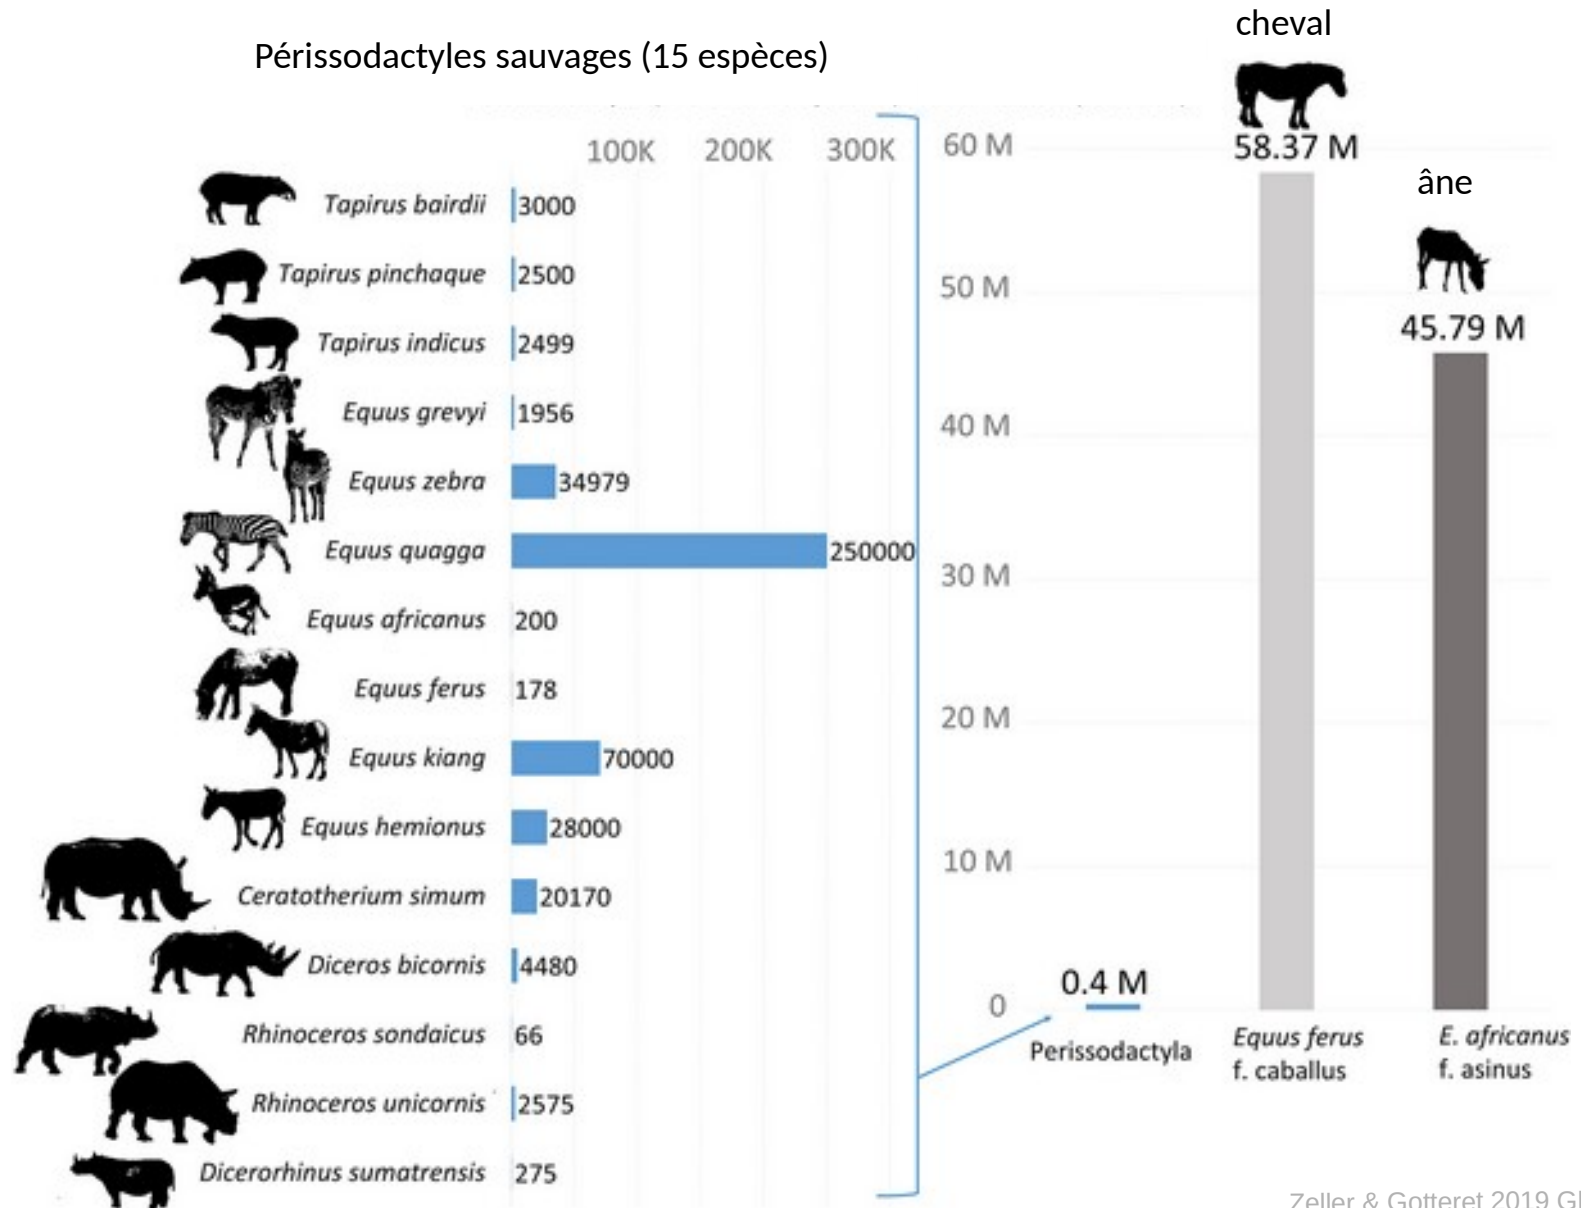 cheval
Périssodactyles sauvages (15 espèces)
100K 200K 300K
60 M
58.37 M
âne
Tapirus bairdii 3000
Tapirus pinchaque 2500
50 M
45.79 M
Tapirus indicus 2499
Equus grevyi 1956
40 M
Equus zebra 34979
Equus quagga 250000
30 M
Equus africanus 200
Equus ferus 178
20 M
Equus kiang 70000
Equus hemionus 28000
10 M
Ceratotherium simum 20170
Diceros bicornis 4480
0.4 M
0
Rhinoceros sondaicus 66
Perissodactyla
Equus ferus
f. caballus
E. africanus
f. asinus
Rhinoceros unicornis 2575
Dicerorhinus sumatrensis 275
Zeller & Gotteret 2019